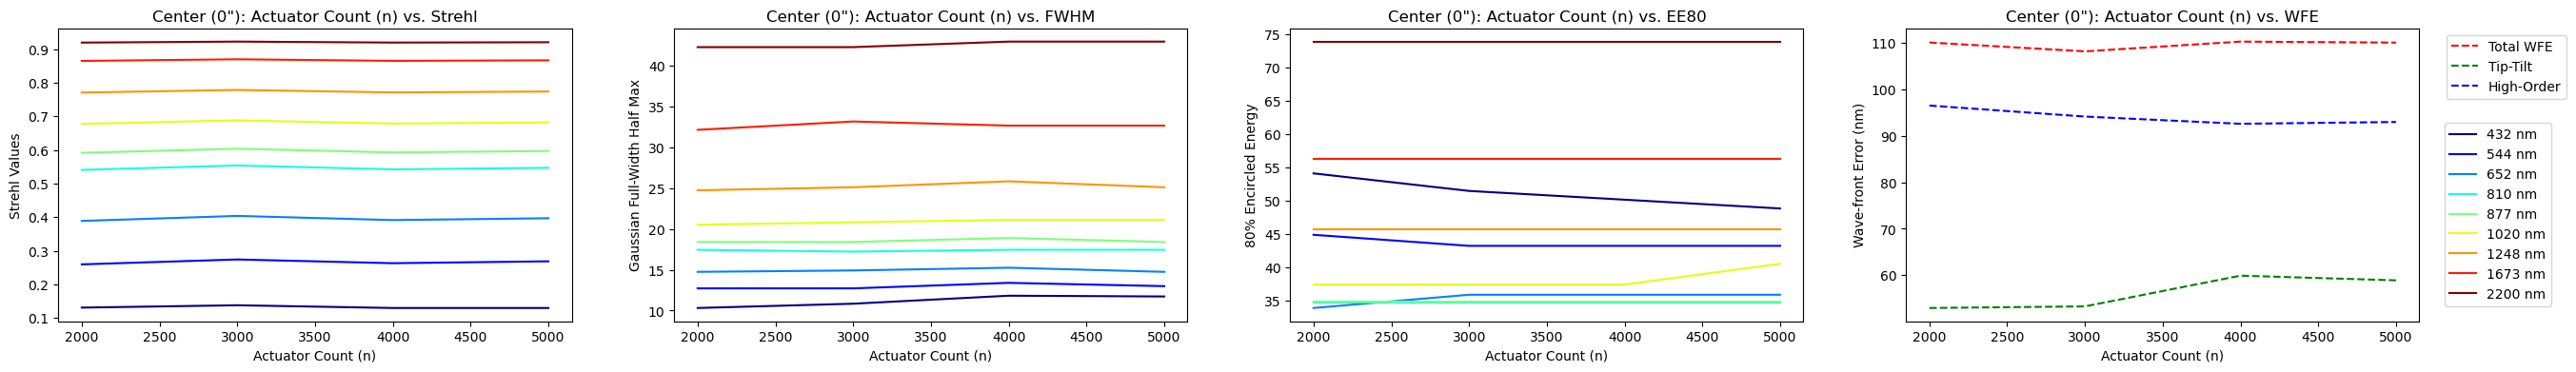 Center (0"): Actuator Count (n) vs. Strehl
Strehl Values
0.9
0.8
0.7
0.6
0.5
0.4
0.3
0.2
0.1
2000 2500 3000 3500 4000 4500 5000
Actuator Count (n)
Center (0"): Actuator Count (n) vs. FWHM
Gaussian Full-Width Half Max
40
35
30
25
20
15
10
2000 2500 3000 3500 4000 4500 5000
Actuator Count (n)
Center (0"): Actuator Count (n) vs. EE80
80% Encircled Energy
75
70
65
60
55
50
45
40
35
2000 2500 3000 3500 4000 4500 5000
Actuator Count (n)
Center (0"): Actuator Count (n) vs. WFE
Wave-front Error (nm)
110
100
90
80
70
60
2000 2500 3000 3500 4000 4500 5000
Actuator Count (n)
Total WFE
Tip-Tilt
High-Order
432 nm
544 nm
652 nm
810 nm
877 nm
1020 nm
1248 nm
1673 nm
2200 nm